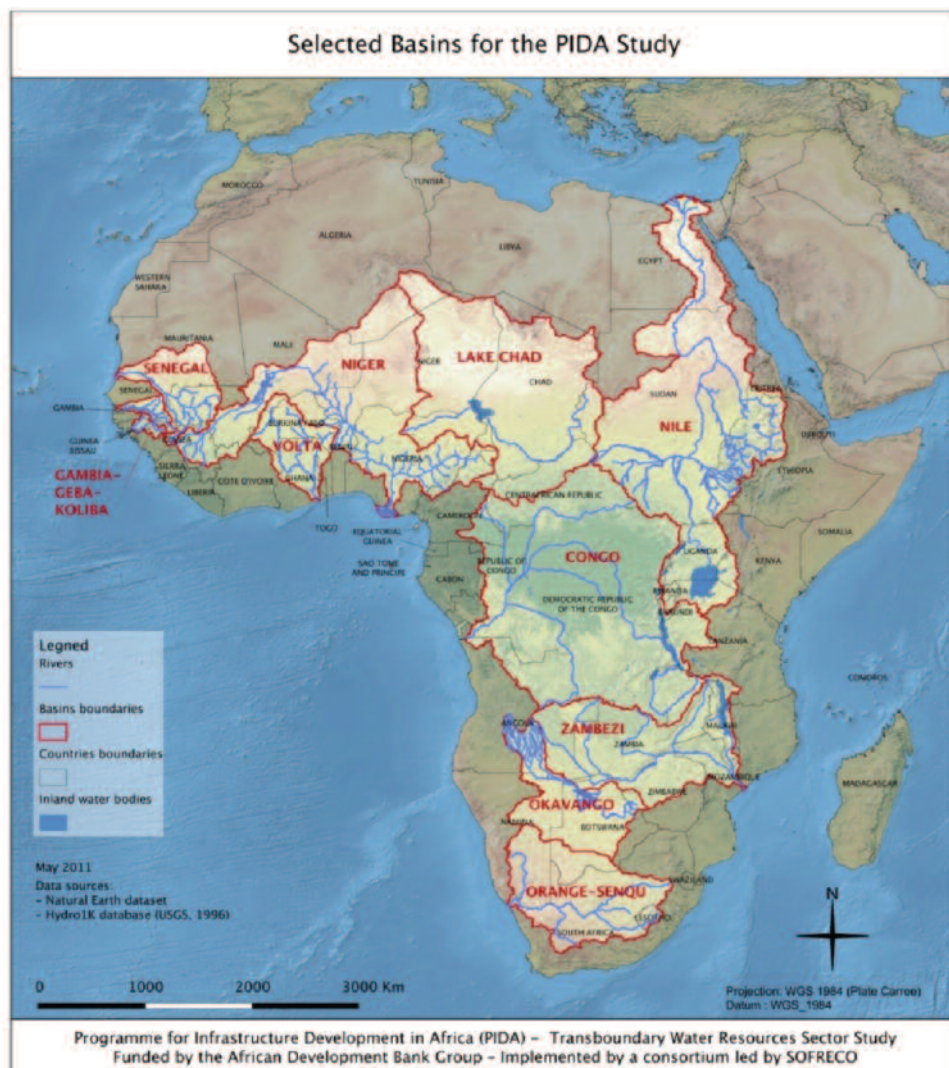 Selected Basins for the PIDA Study
MOROCCO
TUNISIA
ALGERIA
LIBYA
EGYPT
WESTERN
SAHARA
MAURITANIA
MALI
NIGER
NIGER
LAKE CHAD
CHAD
SENEGAL
SENEGAL
SUDAN
ERITREA
NILE
GAMBIA
GUINEA
BISSAU
GUINEA
BURKINA FASO
VOLTA
BENIN
NIGERIA
DJIBOUTI
ETHIOPIA
SIERRA
LEONE
LIBERIA
COTE D'IVOIRE
GHANA
GAMBIA-
GEBA-
KOLIBA
TOGO
CAMEROON
CENTRAFRICAN REPUBLIC
SOMALIA
EQUATORIAL
GUINEA
SAO TOME
AND PRINCIPE
GABON
REPUBLIC OF
CONGO
CONGO
UGANDA
KENYA
RWANDA
BURUNDI
DEMOCRATIC REPUBLIC
OF THE CONGO
TANZANIA
COMOROS
ANGOLA
ZAMBEZI
ZAMBIA
MALAWI
MOZAMBIQUE
MADAGASCAR
ZIMBABWE
OKAVANGO
NAMIBIA
BOTSWANA
ORANGE-SENQU
SWAZILAND
LESOTHO
SOUTH AFRICA
Legned
Rivers
Basins boundaries
Countries boundaries
Inland water bodies
May 2011
Data sources:
- Natural Earth dataset
- Hydro1K database (USGS, 1996)
N
0 1000 2000 3000 Km
Projection: WGS 1984 (Plate Carree)
Datum : WGS_1984
Programme for Infrastructure Development in Africa (PIDA) - Transboundary Water Resources Sector Study
Funded by the African Development Bank Group - Implemented by a consortium led by SOFRECO